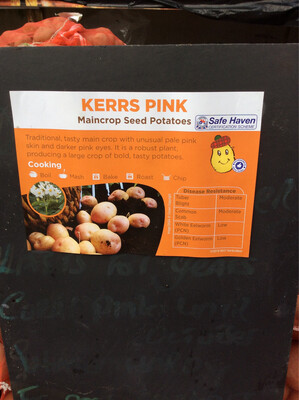 KERRS PINK
Maincrop Seed Potatoes
Safe Haven
CERTIFICATION SCHEME
Traditional, tasty main crop with unusual pale pink
skin and darker pink eyes. It is a robust plant
producing a large crop of bold, tasty potatoes.
Cooking
Boil Mash Bake Roast Chip
Disease Resistance
Tuber Blight Moderate
Common Scab Moderate
White Eelworm (PCN) Low
Golden Eelworm (PCN) Low